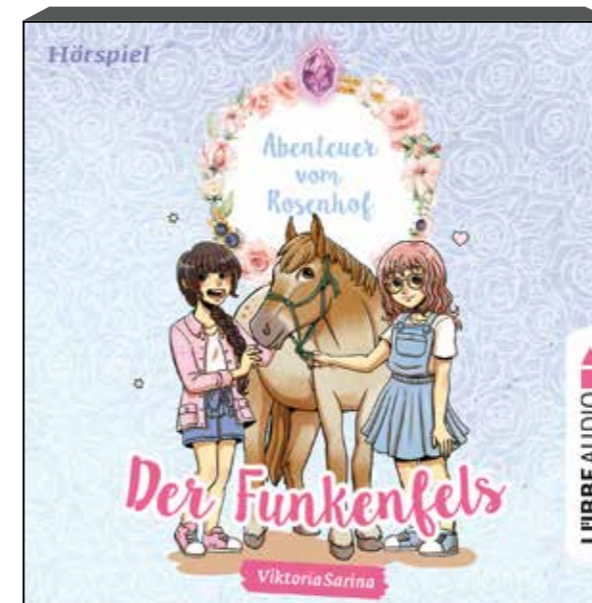 Hörspiel
Abenteuer
vom
Rosenhof
Der Funkenfels
ViktoriaSarina
LÜBBE AUDIO